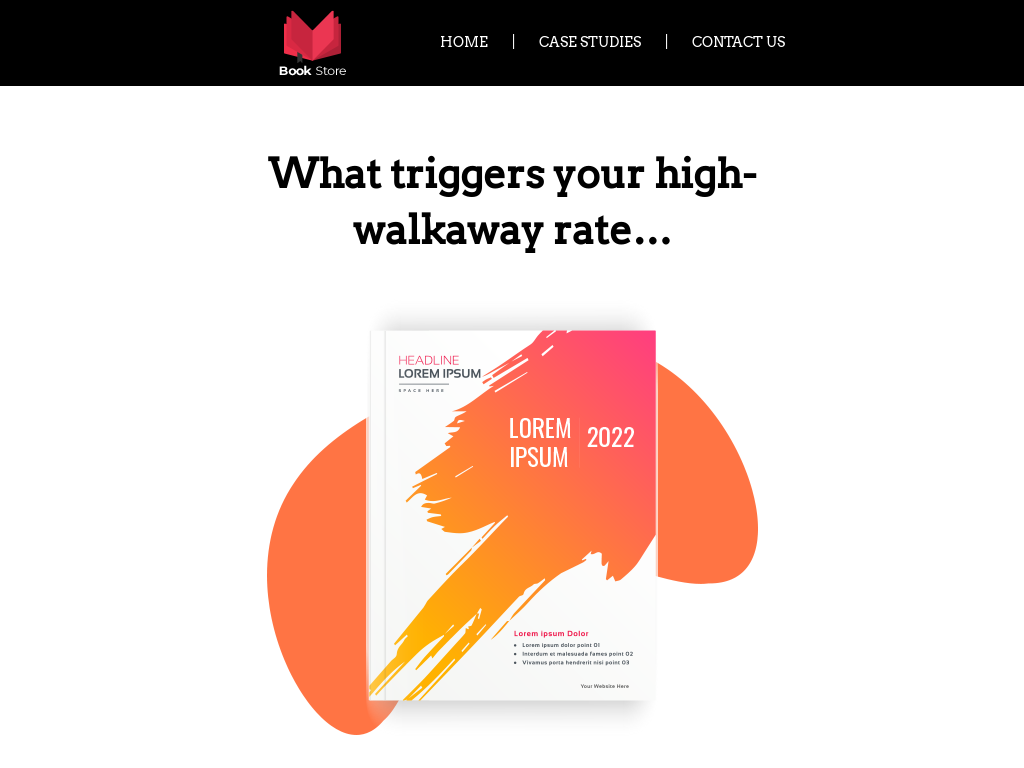 Book Store
HOME
CASE STUDIES
CONTACT US
What triggers your high-
walkaway rate...
HEADLINE
LOREM IPSUM
SPACE HERE
LOREM
IPSUM
2022
Lorem ipsum Dolor
• Lorem ipsum dolor point 01
• Interdum et malesuada fames point 02
• Vivamus porta hendrerit nisi point 03
Your Website Here